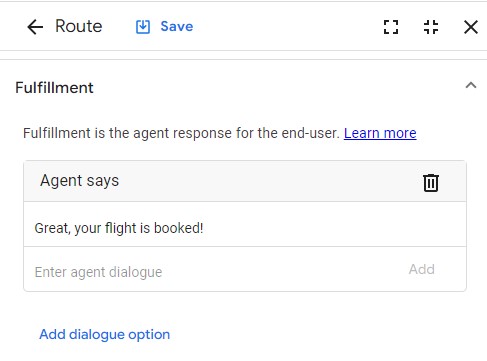 Route Save
Fulfillment
Fulfillment is the agent response for the end-user. Learn more
Agent says
Great, your flight is booked!
Enter agent dialogue Add
Add dialogue option